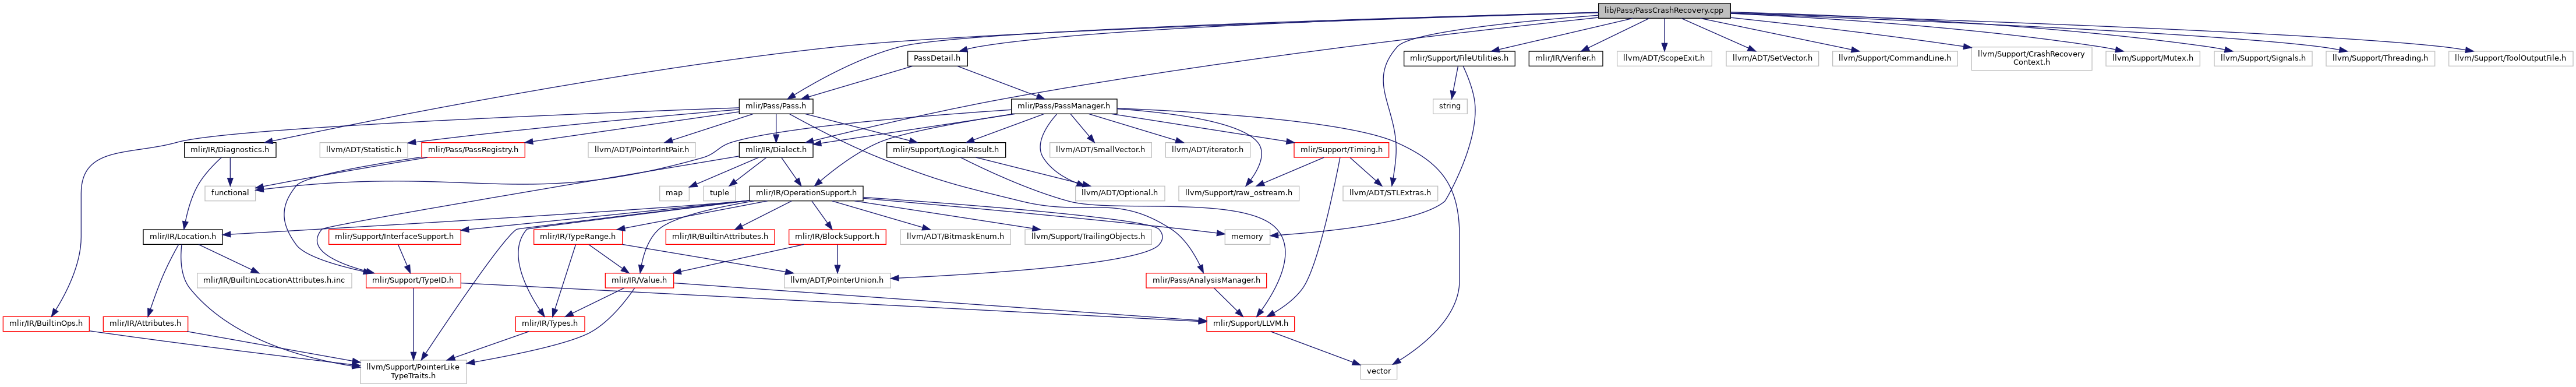 lib/Pass/PassCrashRecovery.cpp
PassDetail.h
mlir/Support/FileUtilities.h
mlir/IR/Verifier.h
llvm/ADT/ScopeExit.h
llvm/ADT/SetVector.h
llvm/Support/CommandLine.h
llvm/Support/CrashRecovery
Context.h
llvm/Support/Mutex.h
llvm/Support/Signals.h
llvm/Support/Threading.h
llvm/Support/ToolOutputFile.h
mlir/Pass/Pass.h
mlir/Pass/PassManager.h
string
mlir/IR/Diagnostics.h
llvm/ADT/Statistic.h
mlir/Pass/PassRegistry.h
llvm/ADT/PointerIntPair.h
mlir/IR/Dialect.h
mlir/Support/LogicalResult.h
llvm/ADT/SmallVector.h
llvm/ADT/iterator.h
mlir/Support/Timing.h
functional
map
tuple
mlir/IR/OperationSupport.h
llvm/ADT/Optional.h
llvm/Support/raw_ostream.h
llvm/ADT/STLExtras.h
mlir/IR/Location.h
mlir/Support/InterfaceSupport.h
mlir/IR/TypeRange.h
mlir/IR/BuiltinAttributes.h
mlir/IR/BlockSupport.h
llvm/ADT/BitmaskEnum.h
llvm/Support/TrailingObjects.h
memory
mlir/IR/BuiltinLocationAttributes.h.inc
mlir/Support/TypeID.h
mlir/IR/Value.h
llvm/ADT/PointerUnion.h
mlir/Pass/AnalysisManager.h
mlir/IR/BuiltinOps.h
mlir/IR/Attributes.h
mlir/IR/Types.h
mlir/Support/LLVM.h
llvm/Support/PointerLike
TypeTraits.h
vector